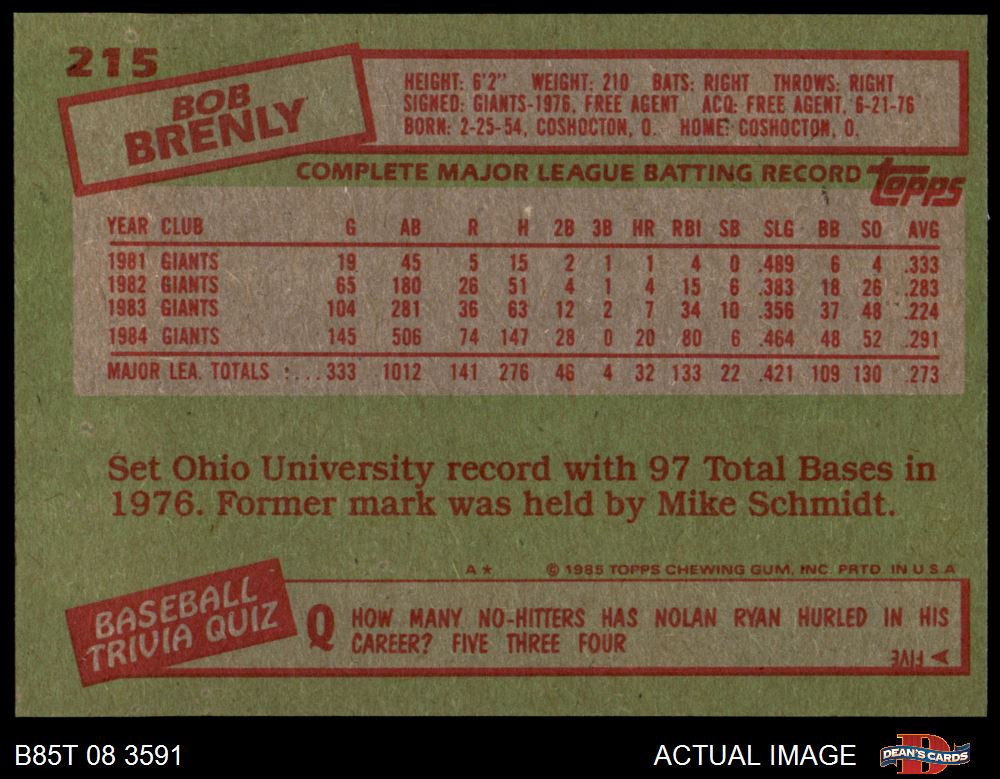 215
BOB
BRENLY
HEIGHT: 6'2" WEIGHT: 210 BATS: RIGHT THROWS: RIGHT
SIGNED: GIANTS-1976, FREE AGENT ACQ: FREE AGENT, 6-21-76
BORN: 2-25-54, COSHOCTON, O. HOME: COSHOCTON, O.
COMPLETE MAJOR LEAGUE BATTING RECORD topps
YEAR CLUB G AB R H 2B 3B HR RBI SB SLG BB SO AVG
1981 GIANTS 19 45 5 15 2 1 1 4 0 .489 6 4 .333
1982 GIANTS 65 180 26 51 4 1 4 15 6 .383 18 26 .283
1983 GIANTS 104 281 36 63 12 2 7 34 10 .356 37 48 .224
1984 GIANTS 145 506 74 147 28 0 20 80 6 .464 48 52 .291
MAJOR LEA. TOTALS :....333 1012 141 276 46 4 32 133 22 .421 109 130 .273
Set Ohio University record with 97 Total Bases in
1976. Former mark was held by Mike Schmidt.
A* © 1985 TOPPS CHEWING GUM, INC. PRTD. IN U.S.A.
BASEBALL
TRIVIA QUIZ
Q HOW MANY NO-HITTERS HAS NOLAN RYAN HURLED IN HIS
CAREER? FIVE THREE FOUR
A FIVE
B85T 08 3591 ACTUAL IMAGE DEAN'S CARDS